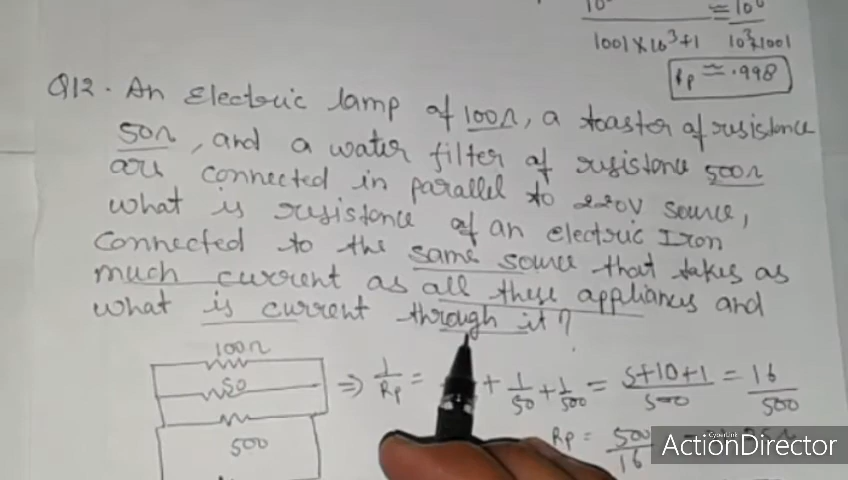 1001×10³+1 10³×1001
Rp ≈ .998
Q12. An Electric lamp of 100Ω, a toaster of resistance
50Ω, and a water filter of resistance 500Ω
are connected in parallel to 220V source,
what is resistance of an electric Iron
connected to the same source that takes as
much current as all these appliances and
what is current through it?
100Ω
50
500
⇒ 1/Rp = + 1/50 + 1/500 = 5+10+1/500 = 16/500
Rp = 500/16
CyberLink
ActionDirector